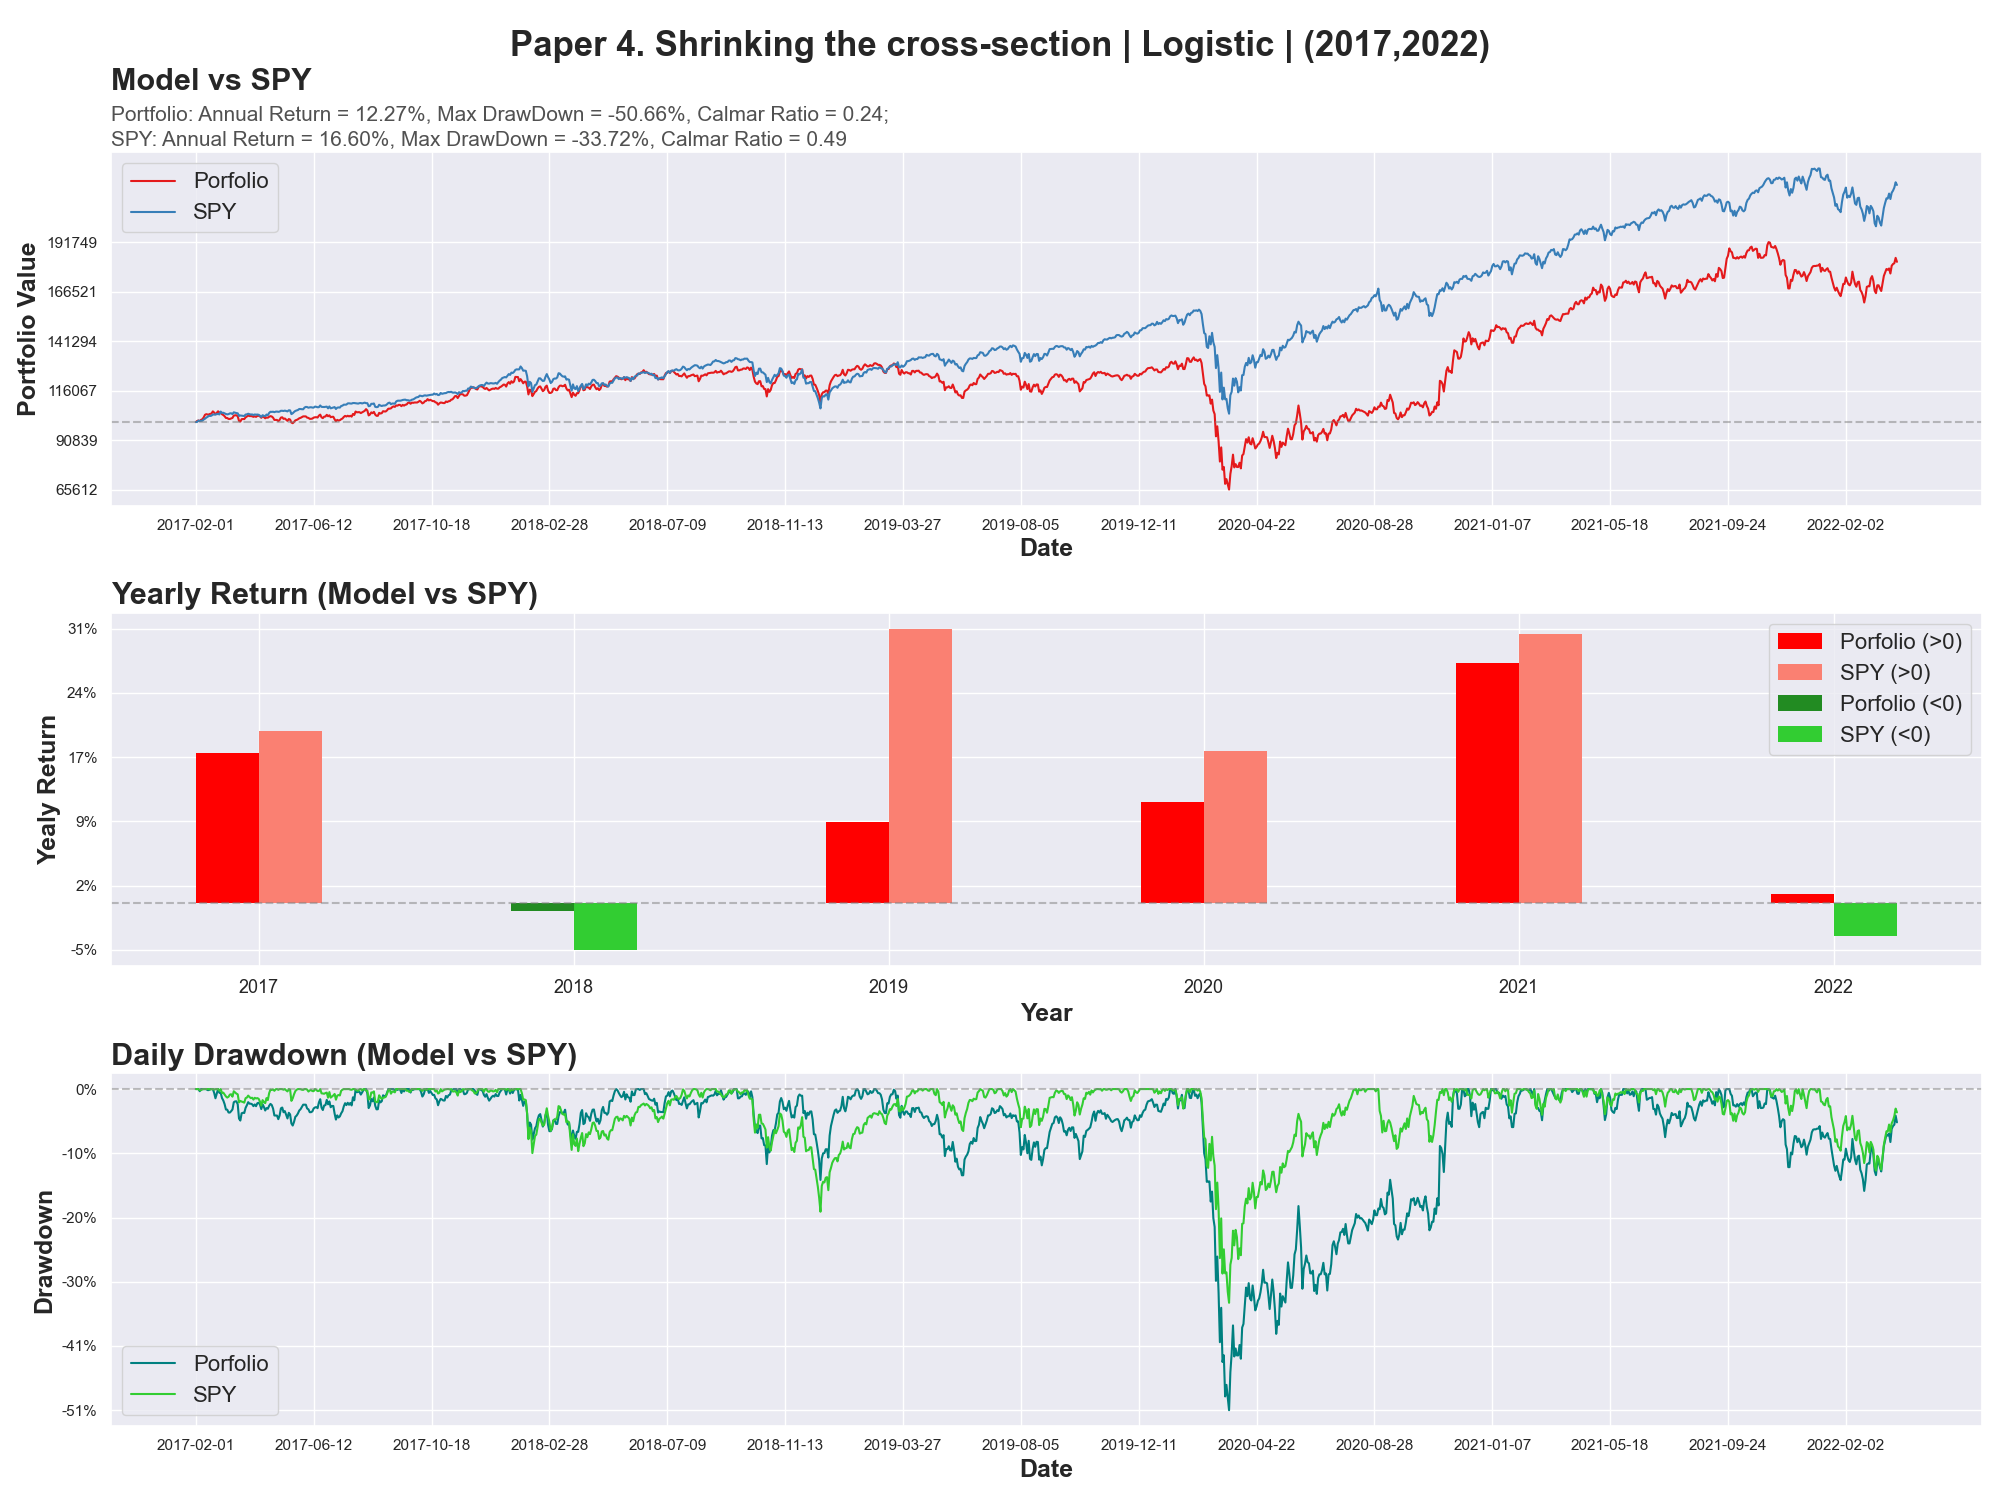 Paper 4. Shrinking the cross-section | Logistic | (2017,2022)
Model vs SPY
Portfolio: Annual Return = 12.27%, Max DrawDown = -50.66%, Calmar Ratio = 0.24;
SPY: Annual Return = 16.60%, Max DrawDown = -33.72%, Calmar Ratio = 0.49
Porfolio
SPY
Portfolio Value
191749
166521
141294
116067
90839
65612
2017-02-01 2017-06-12 2017-10-18 2018-02-28 2018-07-09 2018-11-13 2019-03-27 2019-08-05 2019-12-11 2020-04-22 2020-08-28 2021-01-07 2021-05-18 2021-09-24 2022-02-02
Date
Yearly Return (Model vs SPY)
Porfolio (>0)
SPY (>0)
Porfolio (<0)
SPY (<0)
Yealy Return
31%
24%
17%
9%
2%
-5%
2017 2018 2019 2020 2021 2022
Year
Daily Drawdown (Model vs SPY)
Drawdown
0%
-10%
-20%
-30%
-41%
-51%
Porfolio
SPY
2017-02-01 2017-06-12 2017-10-18 2018-02-28 2018-07-09 2018-11-13 2019-03-27 2019-08-05 2019-12-11 2020-04-22 2020-08-28 2021-01-07 2021-05-18 2021-09-24 2022-02-02
Date